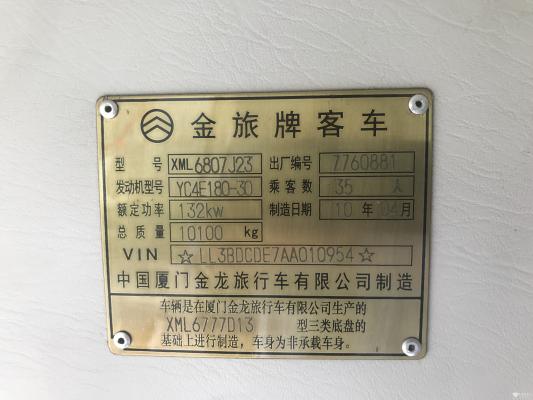 金旅牌客车
型号 XML6807J23 出厂编号 7760881
发动机型号 YC4E180-30 乘客数 35 人
额定功率 132kw 制造日期 10 年 04 月
总质量 10100 kg
VIN ☆LL3BDCDE7AA010954☆
中国厦门金龙旅行车有限公司制造
车辆是在厦门金龙旅行车有限公司生产的
XML6777D13 型三类底盘的
基础上进行制造，车身为非承载车身。